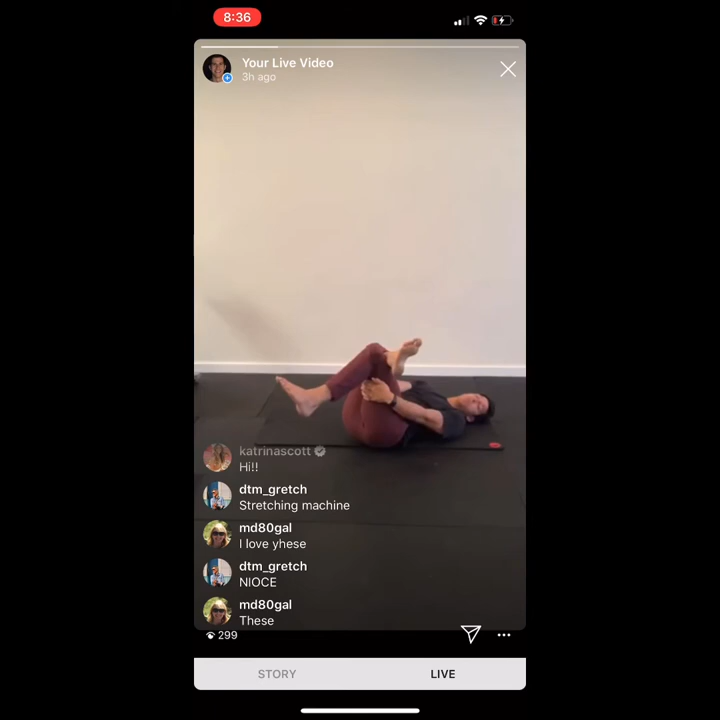 8:36
Your Live Video
3h ago
katrinascott
Hi!!
dtm_gretch
Stretching machine
md80gal
I love yhese
dtm_gretch
NIOCE
md80gal
These
299
STORY
LIVE